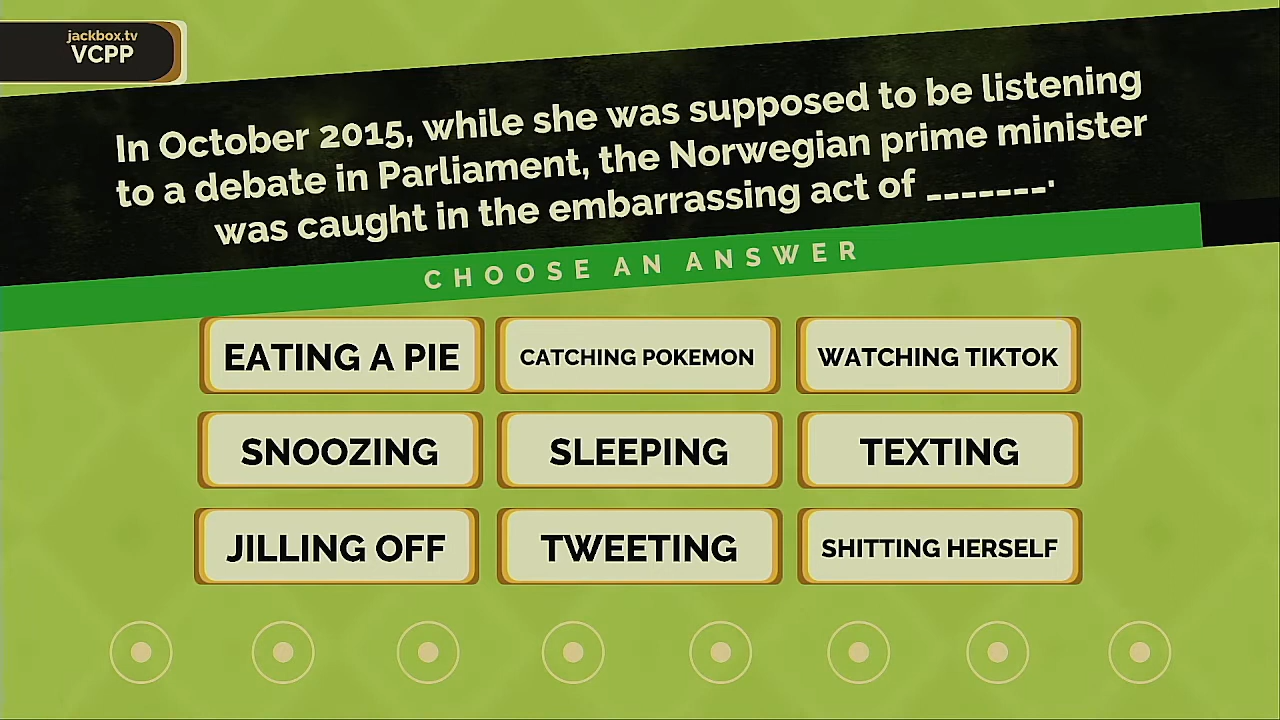 jackbox.tv
VCPP
In October 2015, while she was supposed to be listening
to a debate in Parliament, the Norwegian prime minister
was caught in the embarrassing act of _______.
CHOOSE AN ANSWER
EATING A PIE
CATCHING POKEMON
WATCHING TIKTOK
SNOOZING
SLEEPING
TEXTING
JILLING OFF
TWEETING
SHITTING HERSELF